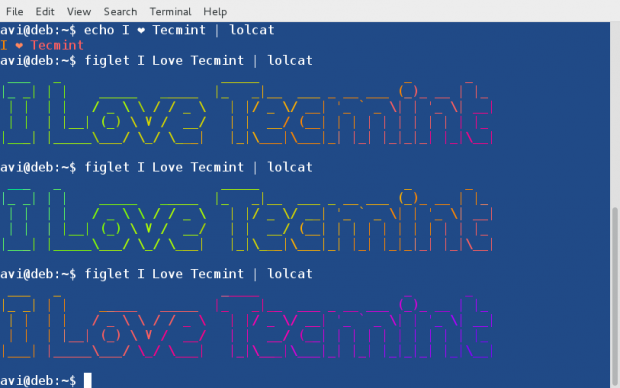 File Edit View Search Terminal Help
avi@deb:~$ echo I ❤ Tecmint | lolcat
I ❤ Tecmint
avi@deb:~$ figlet I Love Tecmint | lolcat
I Love Tecmint
avi@deb:~$ figlet I Love Tecmint | lolcat
I Love Tecmint
avi@deb:~$ figlet I Love Tecmint | lolcat
I Love Tecmint
avi@deb:~$